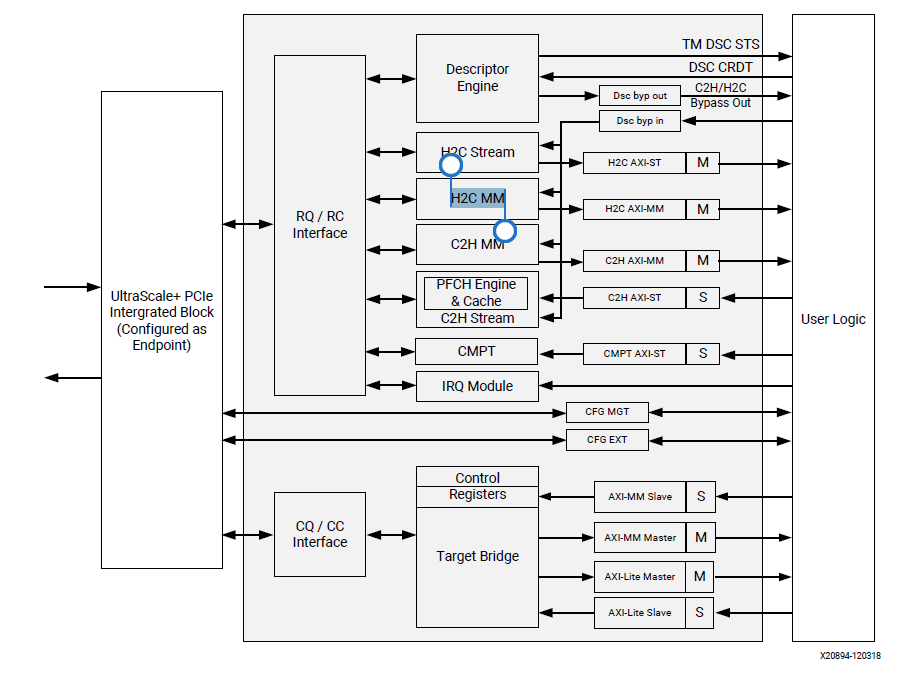 TM DSC STS
DSC CRDT
Descriptor
Engine
Dsc byp out
C2H/H2C
Bypass Out
Dsc byp in
H2C Stream
H2C AXI-ST
M
H2C MM
H2C AXI-MM
M
RQ / RC
Interface
C2H MM
C2H AXI-MM
M
PFCH Engine
& Cache
C2H Stream
C2H AXI-ST
S
UltraScale+ PCIe
Intergrated Block
(Configured as
Endpoint)
User Logic
CMPT
CMPT AXI-ST
S
IRQ Module
CFG MGT
CFG EXT
Control
Registers
AXI-MM Slave
S
CQ / CC
Interface
Target Bridge
AXI-MM Master
M
AXI-Lite Master
M
AXI-Lite Slave
S
X20894-120318